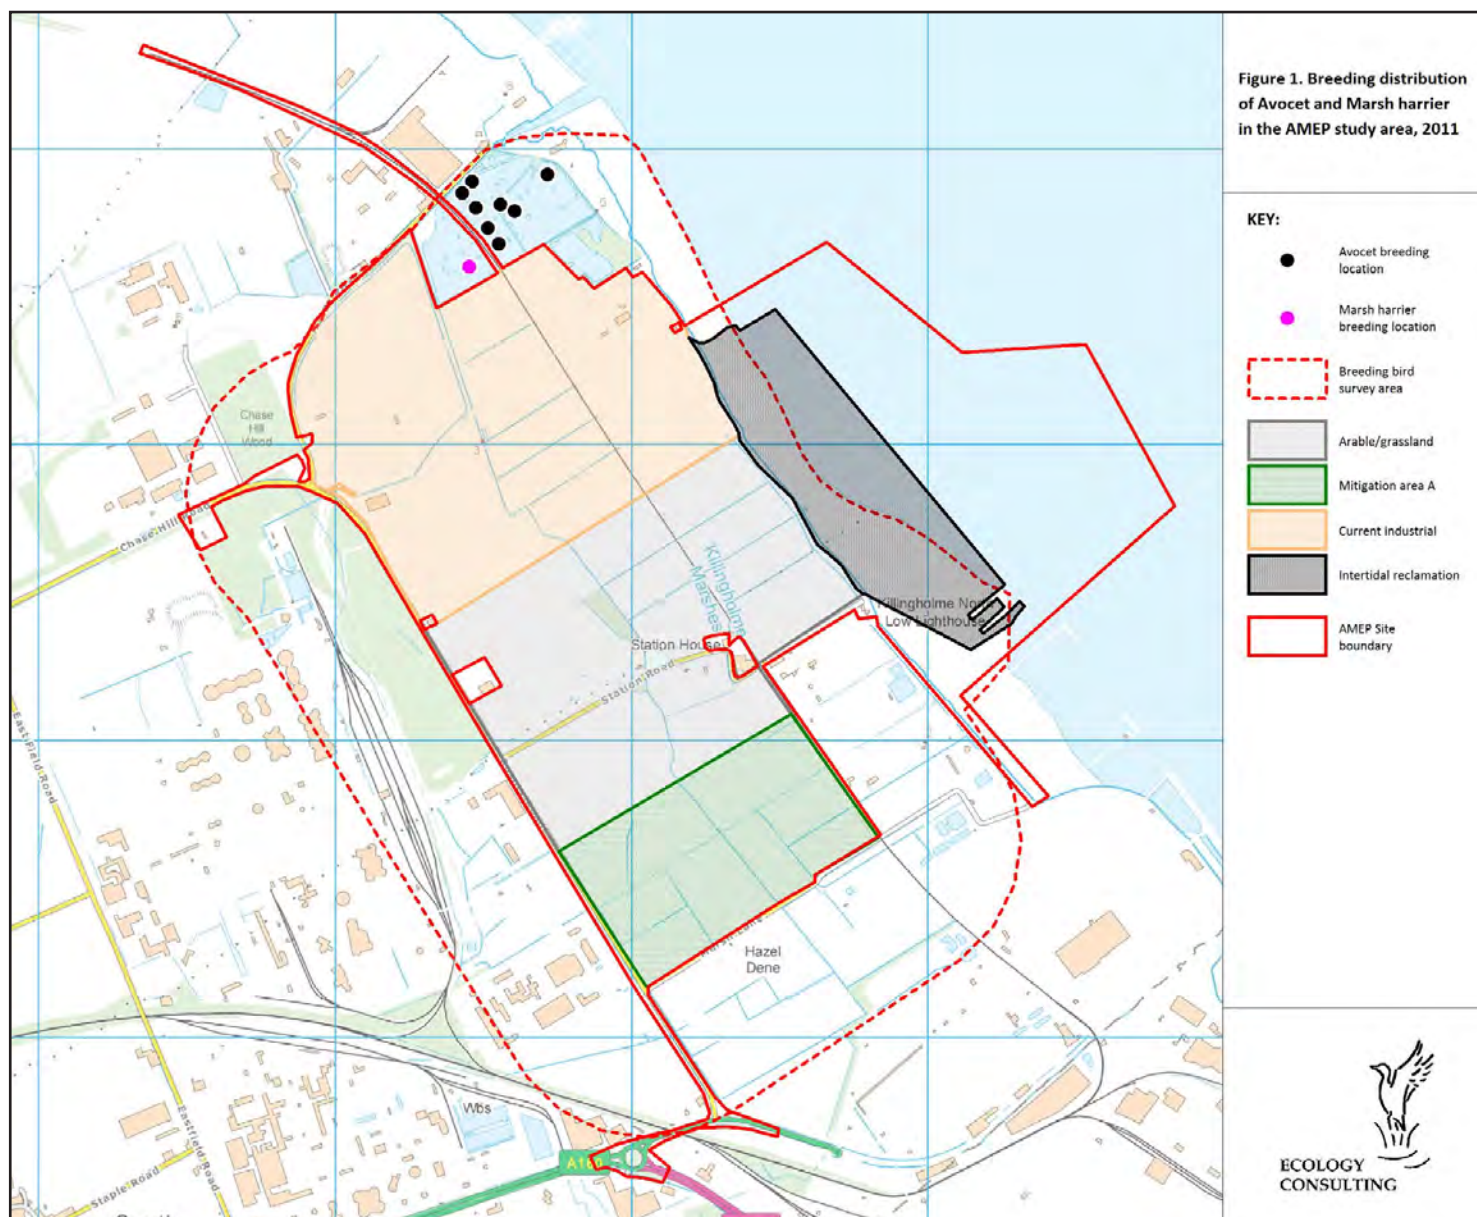 Figure 1. Breeding distribution
of Avocet and Marsh harrier
in the AMEP study area, 2011
KEY:
Avocet breeding
location
Marsh harrier
breeding location
Breeding bird
survey area
Arable/grassland
Mitigation area A
Current industrial
Intertidal reclamation
AMEP Site
boundary
ECOLOGY
CONSULTING
Chase
Hill
Wood
Chase Hill Road
Killingholme
Marshes
Killingholme North
Low Lighthouse
Station House
Station Road
East Field Road
Hazel
Dene
Wks
Eastfield Road
Staple Road